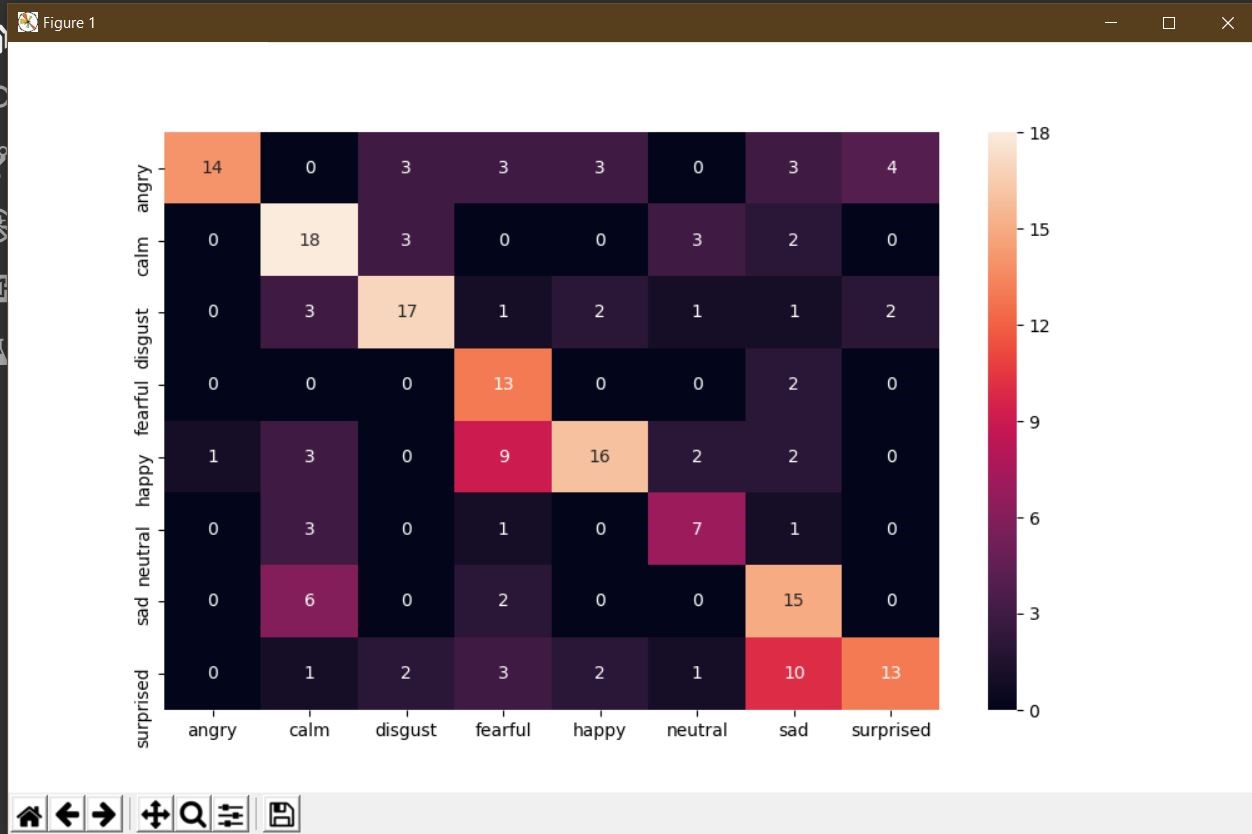 Figure 1
angry 14 0 3 3 3 0 3 4
calm 0 18 3 0 0 3 2 0
disgust 0 3 17 1 2 1 1 2
fearful 0 0 0 13 0 0 2 0
happy 1 3 0 9 16 2 2 0
neutral 0 3 0 1 0 7 1 0
sad 0 6 0 2 0 0 15 0
surprised 0 1 2 3 2 1 10 13
angry calm disgust fearful happy neutral sad surprised
18
15
12
9
6
3
0